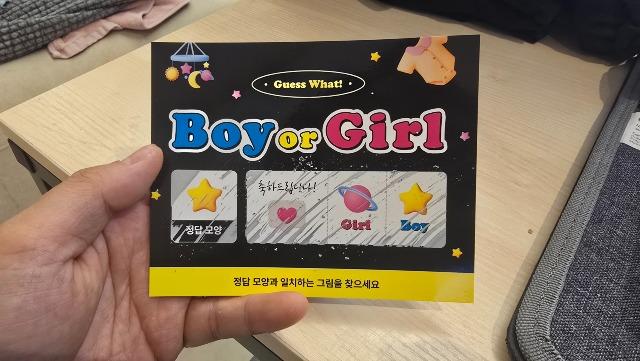 Guess What!
Boy or Girl
축하드립니다!
정답 모양
Girl
Boy
정답 모양과 일치하는 그림을 찾으세요